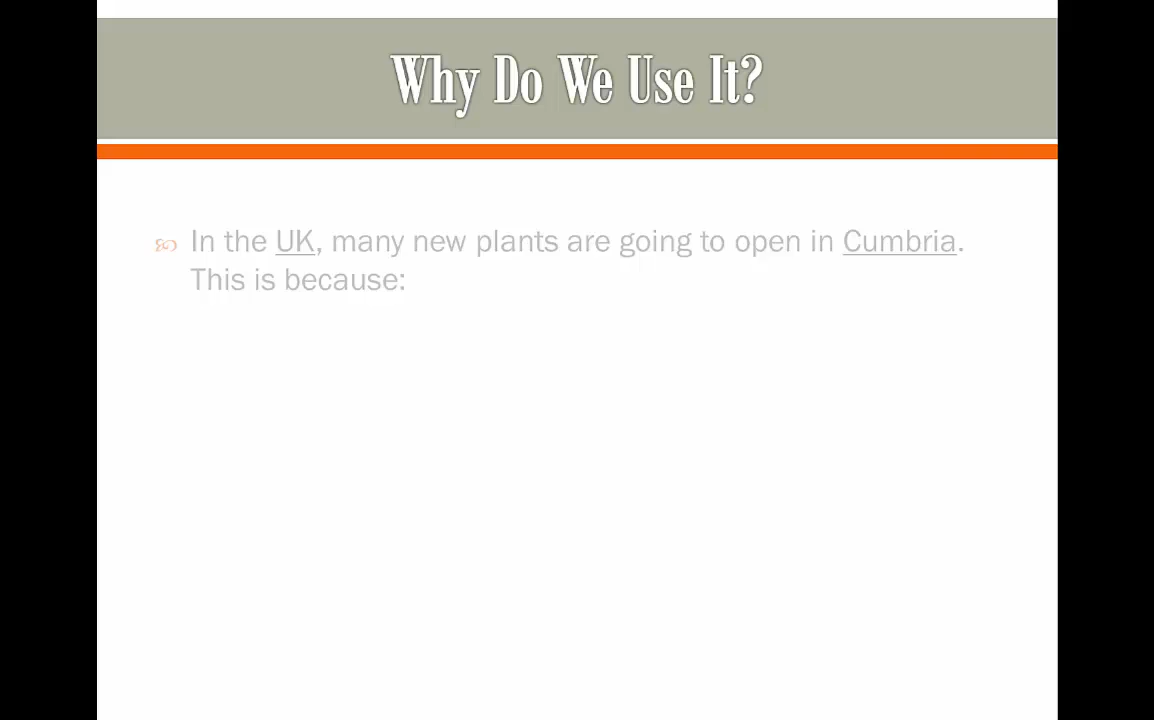 Why Do We Use It?
In the UK, many new plants are going to open in Cumbria.
This is because: